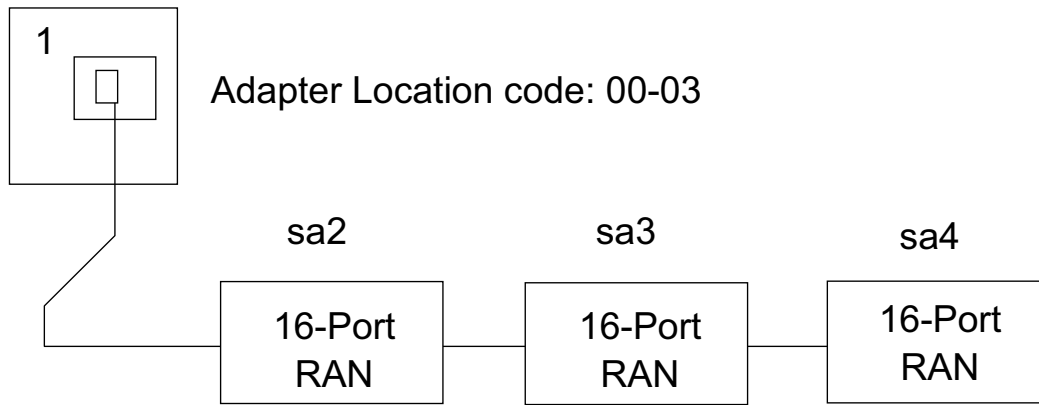 1
Adapter Location code: 00-03
sa2
sa3
sa4
16-Port
RAN
16-Port
RAN
16-Port
RAN